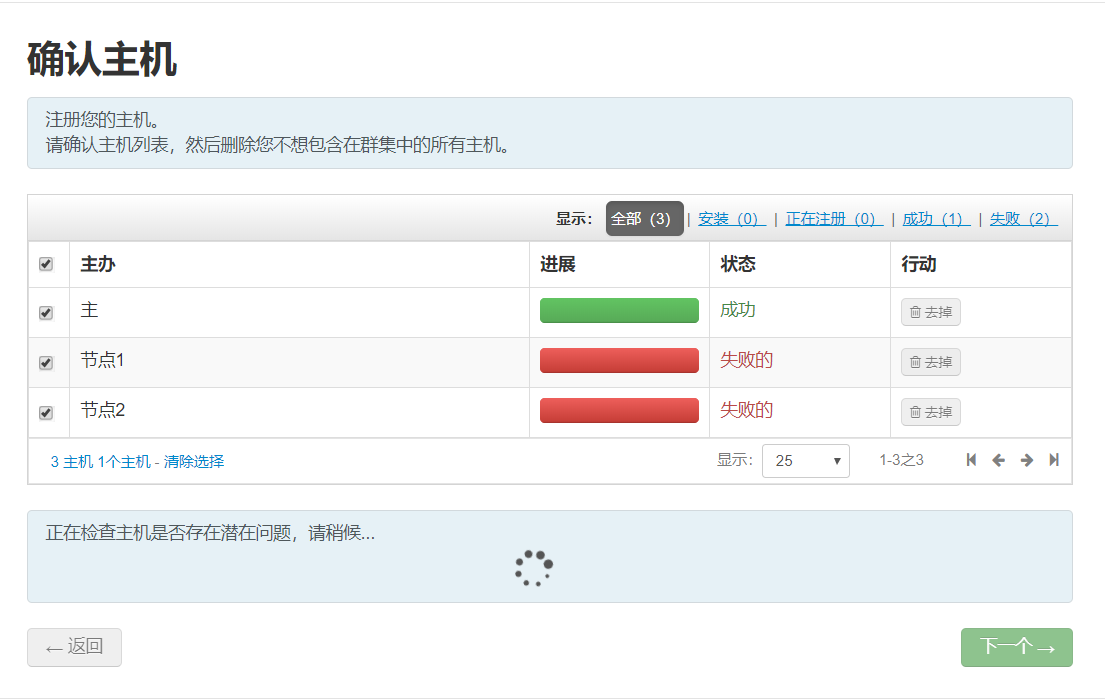 确认主机
注册您的主机。
请确认主机列表，然后删除您不想包含在群集中的所有主机。
显示： 全部（3） | 安装（0） | 正在注册（0） | 成功（1） | 失败（2）
主办 进展 状态 行动
主 成功 去掉
节点1 失败的 去掉
节点2 失败的 去掉
3 主机 1个主机 - 清除选择 显示： 25 1-3之3
正在检查主机是否存在潜在问题，请稍候...
←返回 下一个→